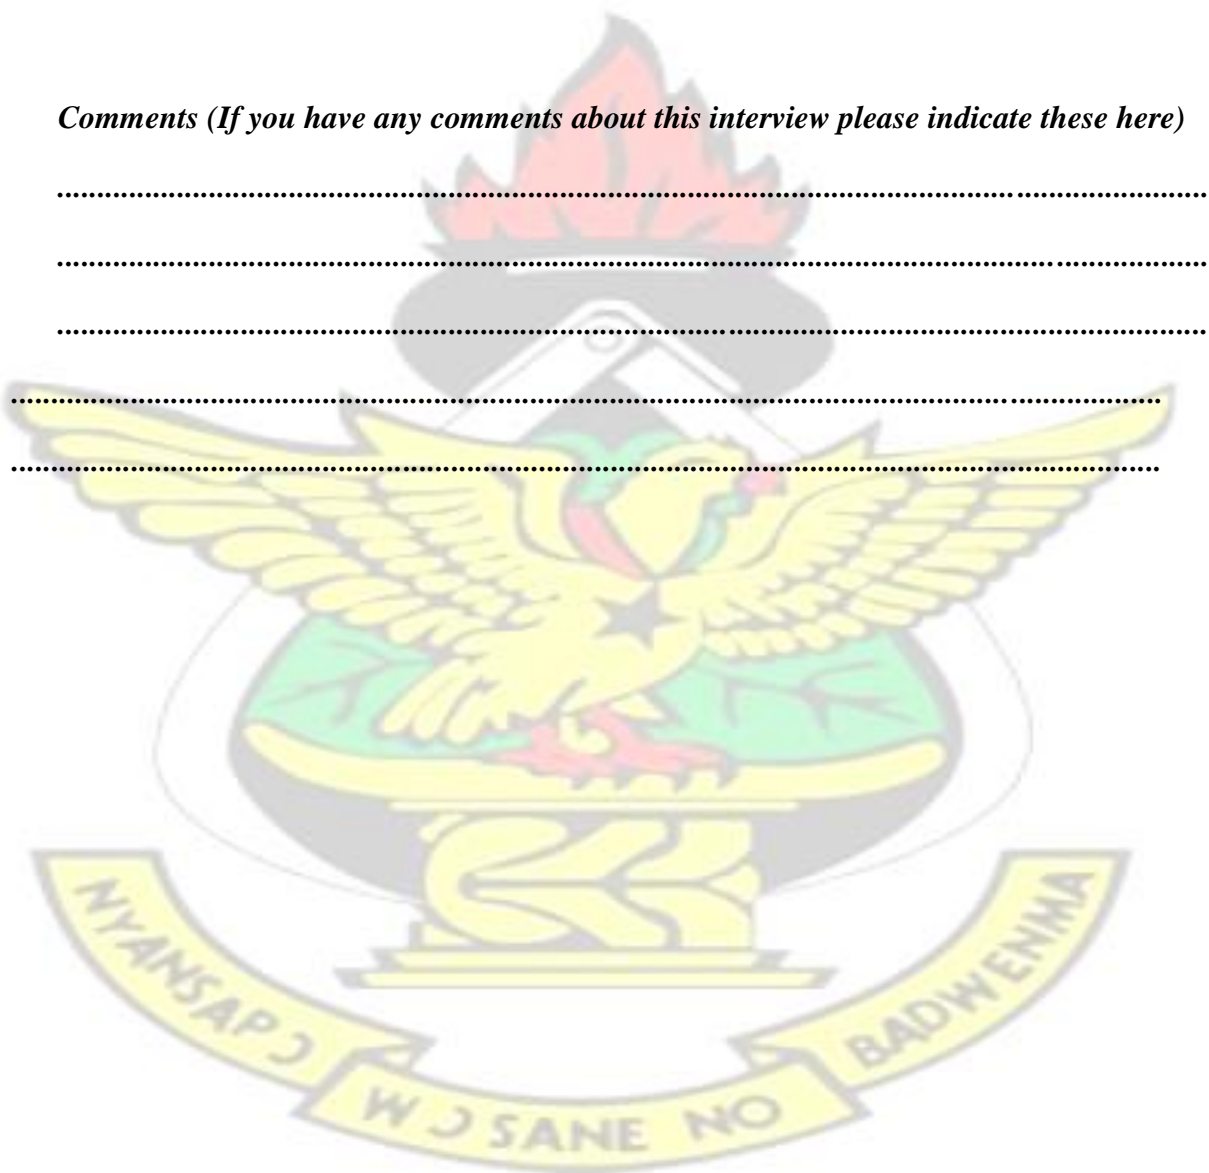 Comments (If you have any comments about this interview please indicate these here)
....................................................................................................................................................
....................................................................................................................................................
....................................................................................................................................................
....................................................................................................................................................
....................................................................................................................................................
NYANSAPƆ
WƆSANE NO
BADWENMA